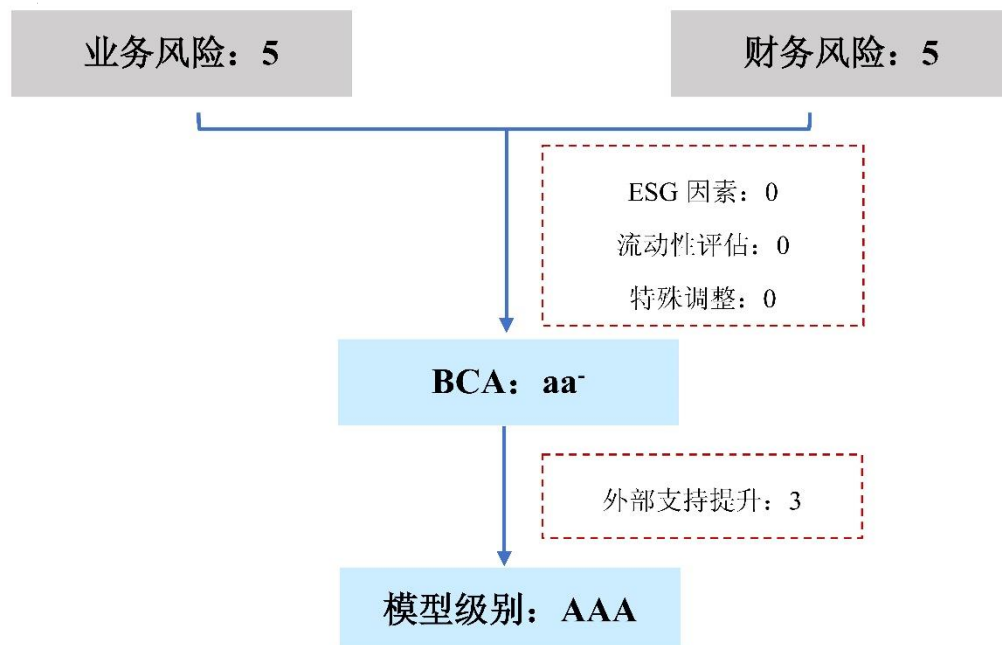 业务风险：5
财务风险：5
ESG 因素：0
流动性评估：0
特殊调整：0
BCA：aa⁻
外部支持提升：3
模型级别：AAA